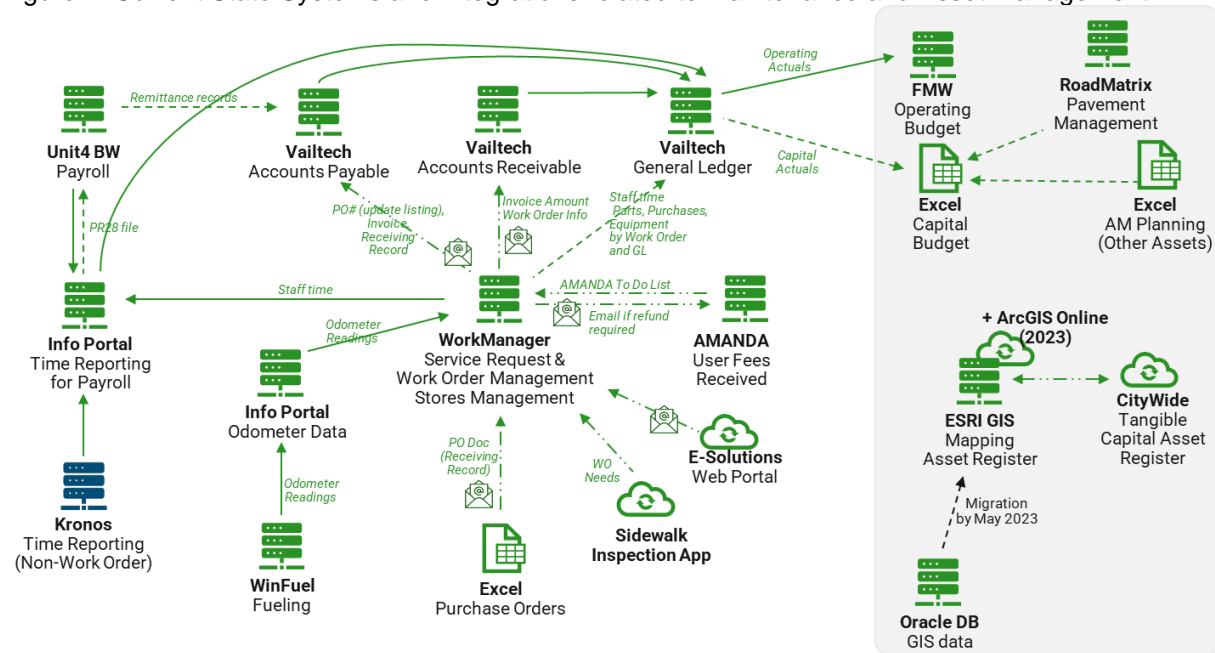 Remittance records
Unit4 BW
Payroll
PR28 file
Vailtech
Accounts Payable
Vailtech
Accounts Receivable
Vailtech
General Ledger
Operating
Actuals
Capital
Actuals
FMW
Operating
Budget
RoadMatrix
Pavement
Management
Excel
Capital
Budget
Excel
AM Planning
(Other Assets)
PO# (update listing),
Invoice,
Receiving
Record
Invoice Amount
Work Order Info
Staff time
Parts, Purchases,
Equipment
by Work Order
and GL
Staff time
AMANDA To Do List
Email if refund
required
Info Portal
Time Reporting
for Payroll
Odometer
Readings
WorkManager
Service Request &
Work Order Management
Stores Management
AMANDA
User Fees
Received
+ ArcGIS Online
(2023)
ESRI GIS
Mapping
Asset Register
CityWide
Tangible
Capital Asset
Register
Info Portal
Odometer Data
PO Doc
(Receiving
Record)
WO
Needs
E-Solutions
Web Portal
Kronos
Time Reporting
(Non-Work Order)
Odometer
Readings
WinFuel
Fueling
Excel
Purchase Orders
Sidewalk
Inspection App
Migration
by May 2023
Oracle DB
GIS data